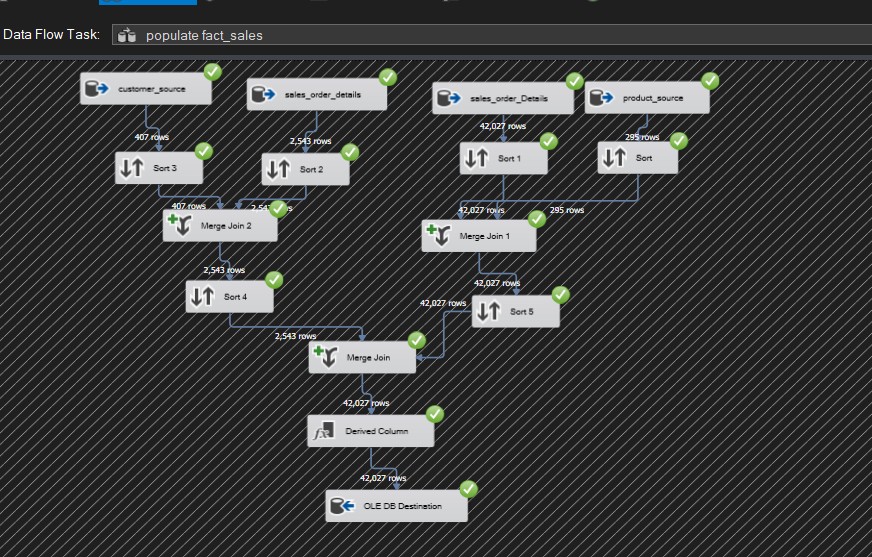 Data Flow Task: populate fact_sales
customer_source
sales_order_details
sales_order_Details
product_source
407 rows
2,543 rows
42,027 rows
295 rows
Sort 3
Sort 2
Sort 1
Sort
407 rows
2,543 rows
42,027 rows
295 rows
Merge Join 2
Merge Join 1
2,543 rows
42,027 rows
Sort 4
Sort 5
42,027 rows
2,543 rows
Merge Join
42,027 rows
Derived Column
42,027 rows
OLE DB Destination